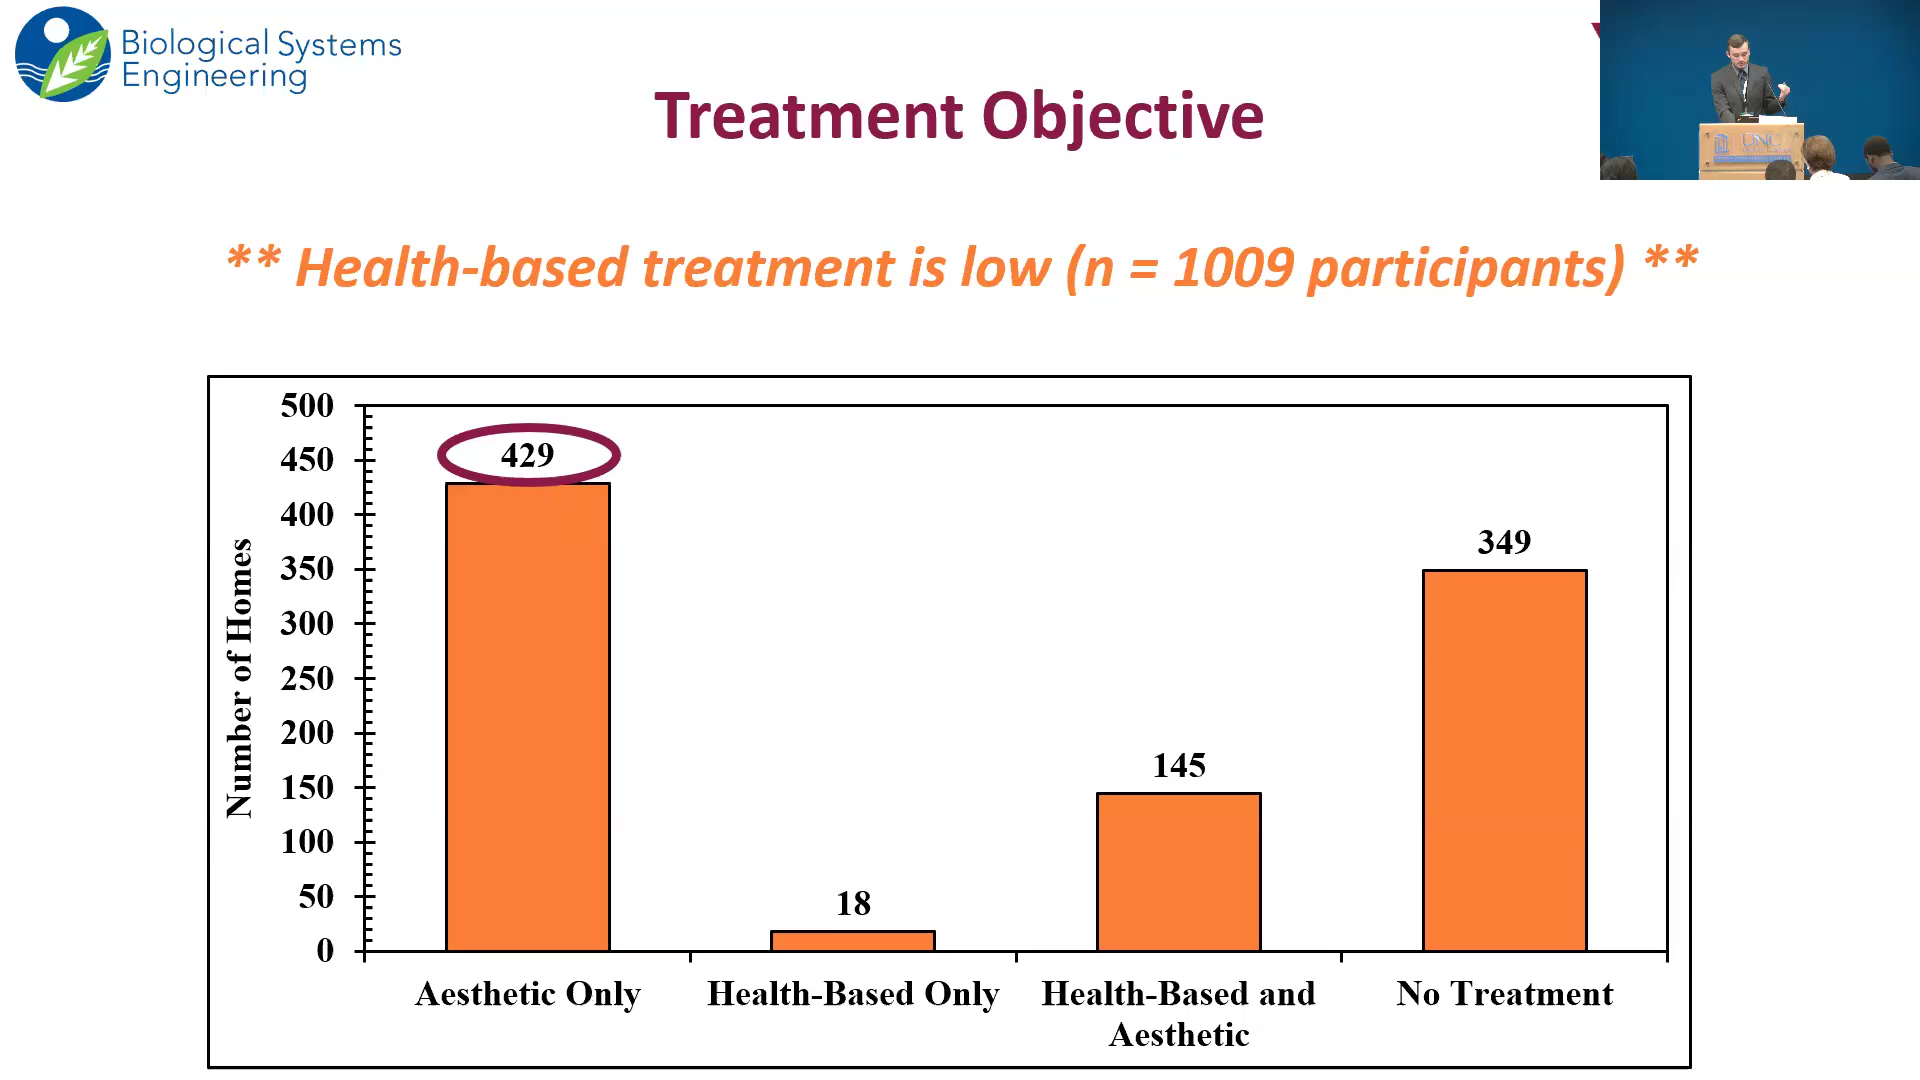 Biological Systems
Engineering
Treatment Objective
** Health-based treatment is low (n = 1009 participants) **
UNC
Number of Homes
500
450
400
350
300
250
200
150
100
50
0
429
18
145
349
Aesthetic Only
Health-Based Only
Health-Based and
Aesthetic
No Treatment